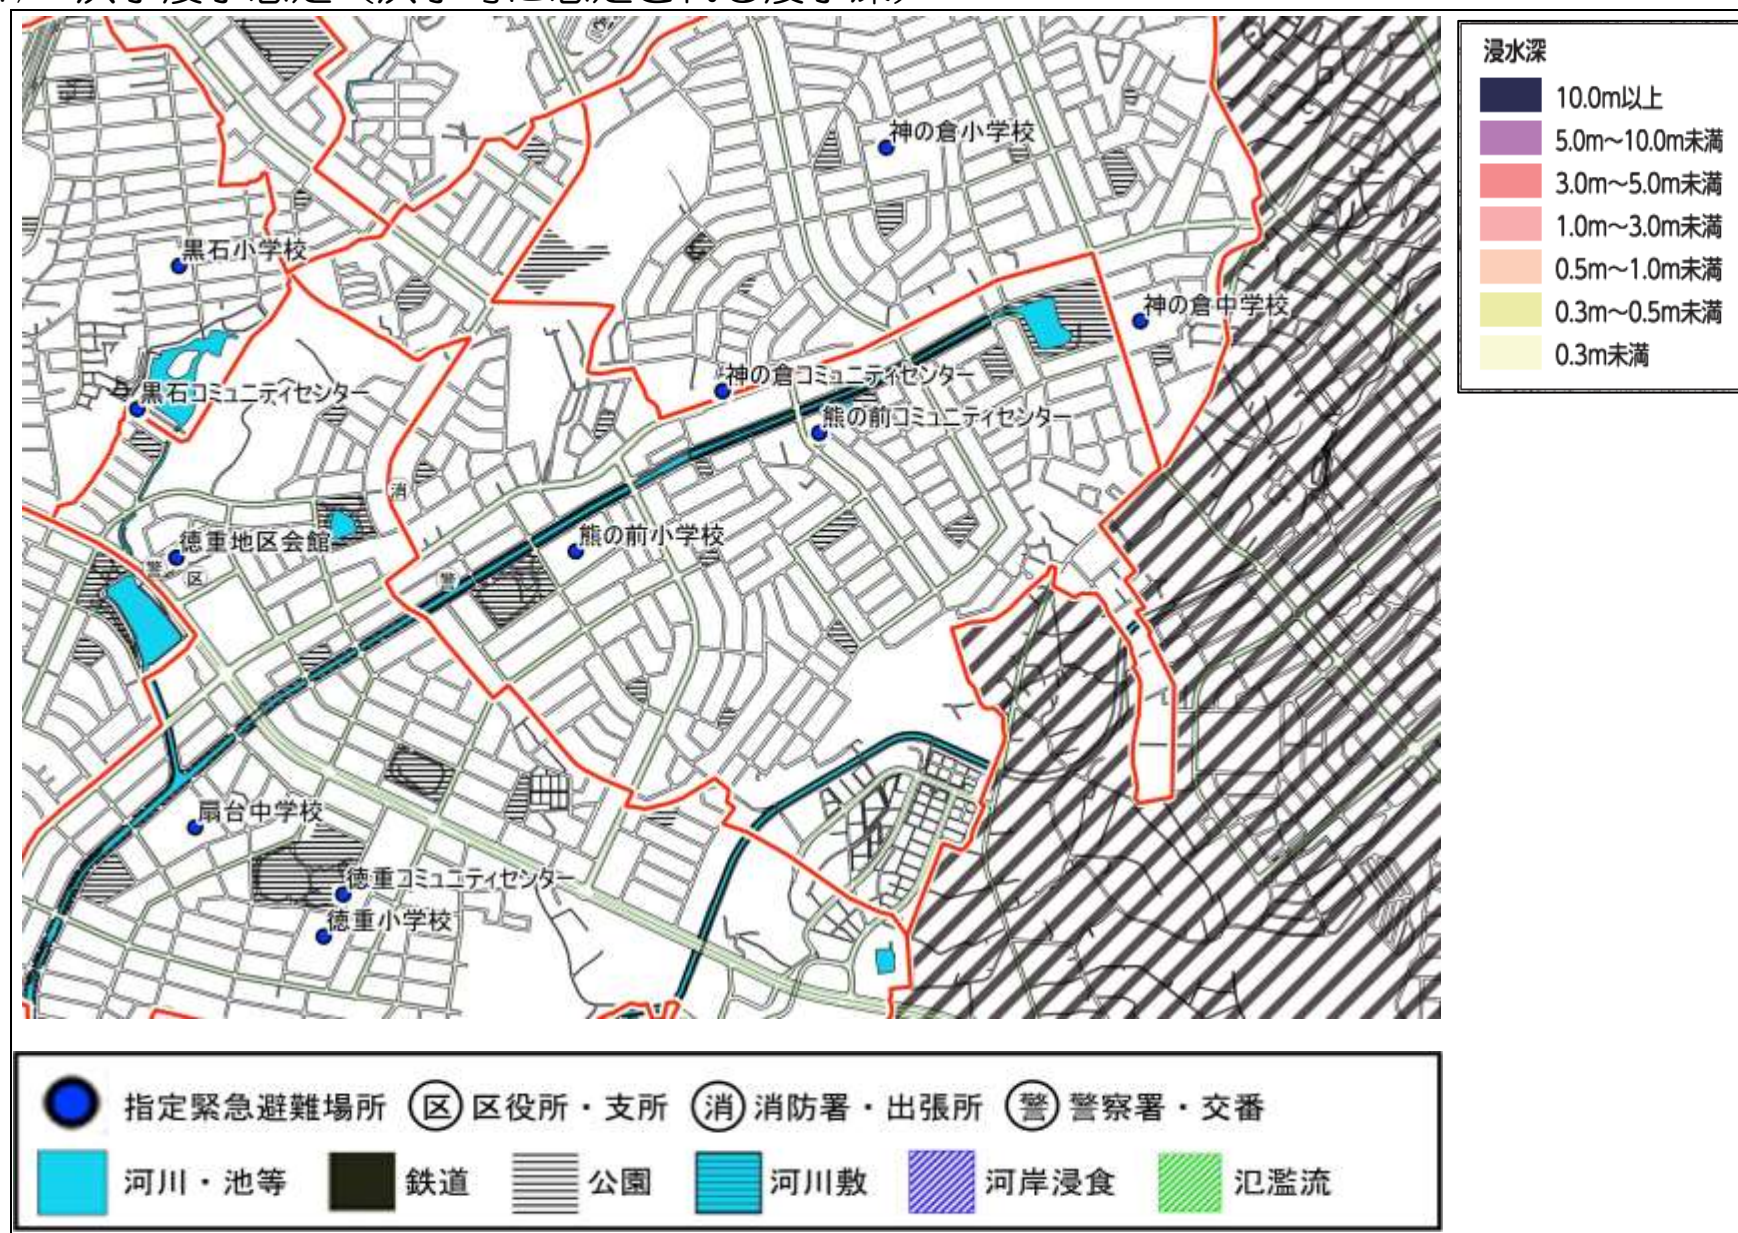 浸水深
10.0m以上
5.0m～10.0m未満
3.0m～5.0m未満
1.0m～3.0m未満
0.5m～1.0m未満
0.3m～0.5m未満
0.3m未満
神の倉小学校
黒石小学校
神の倉中学校
神の倉コミュニティセンター
黒石コミュニティセンター
熊の前コミュニティセンター
消
熊の前小学校
徳重地区会館
警
区
警
扇台中学校
徳重コミュニティセンター
徳重小学校
指定緊急避難場所 区 区役所・支所 消 消防署・出張所 警 警察署・交番
河川・池等 鉄道 公園 河川敷 河岸浸食 氾濫流